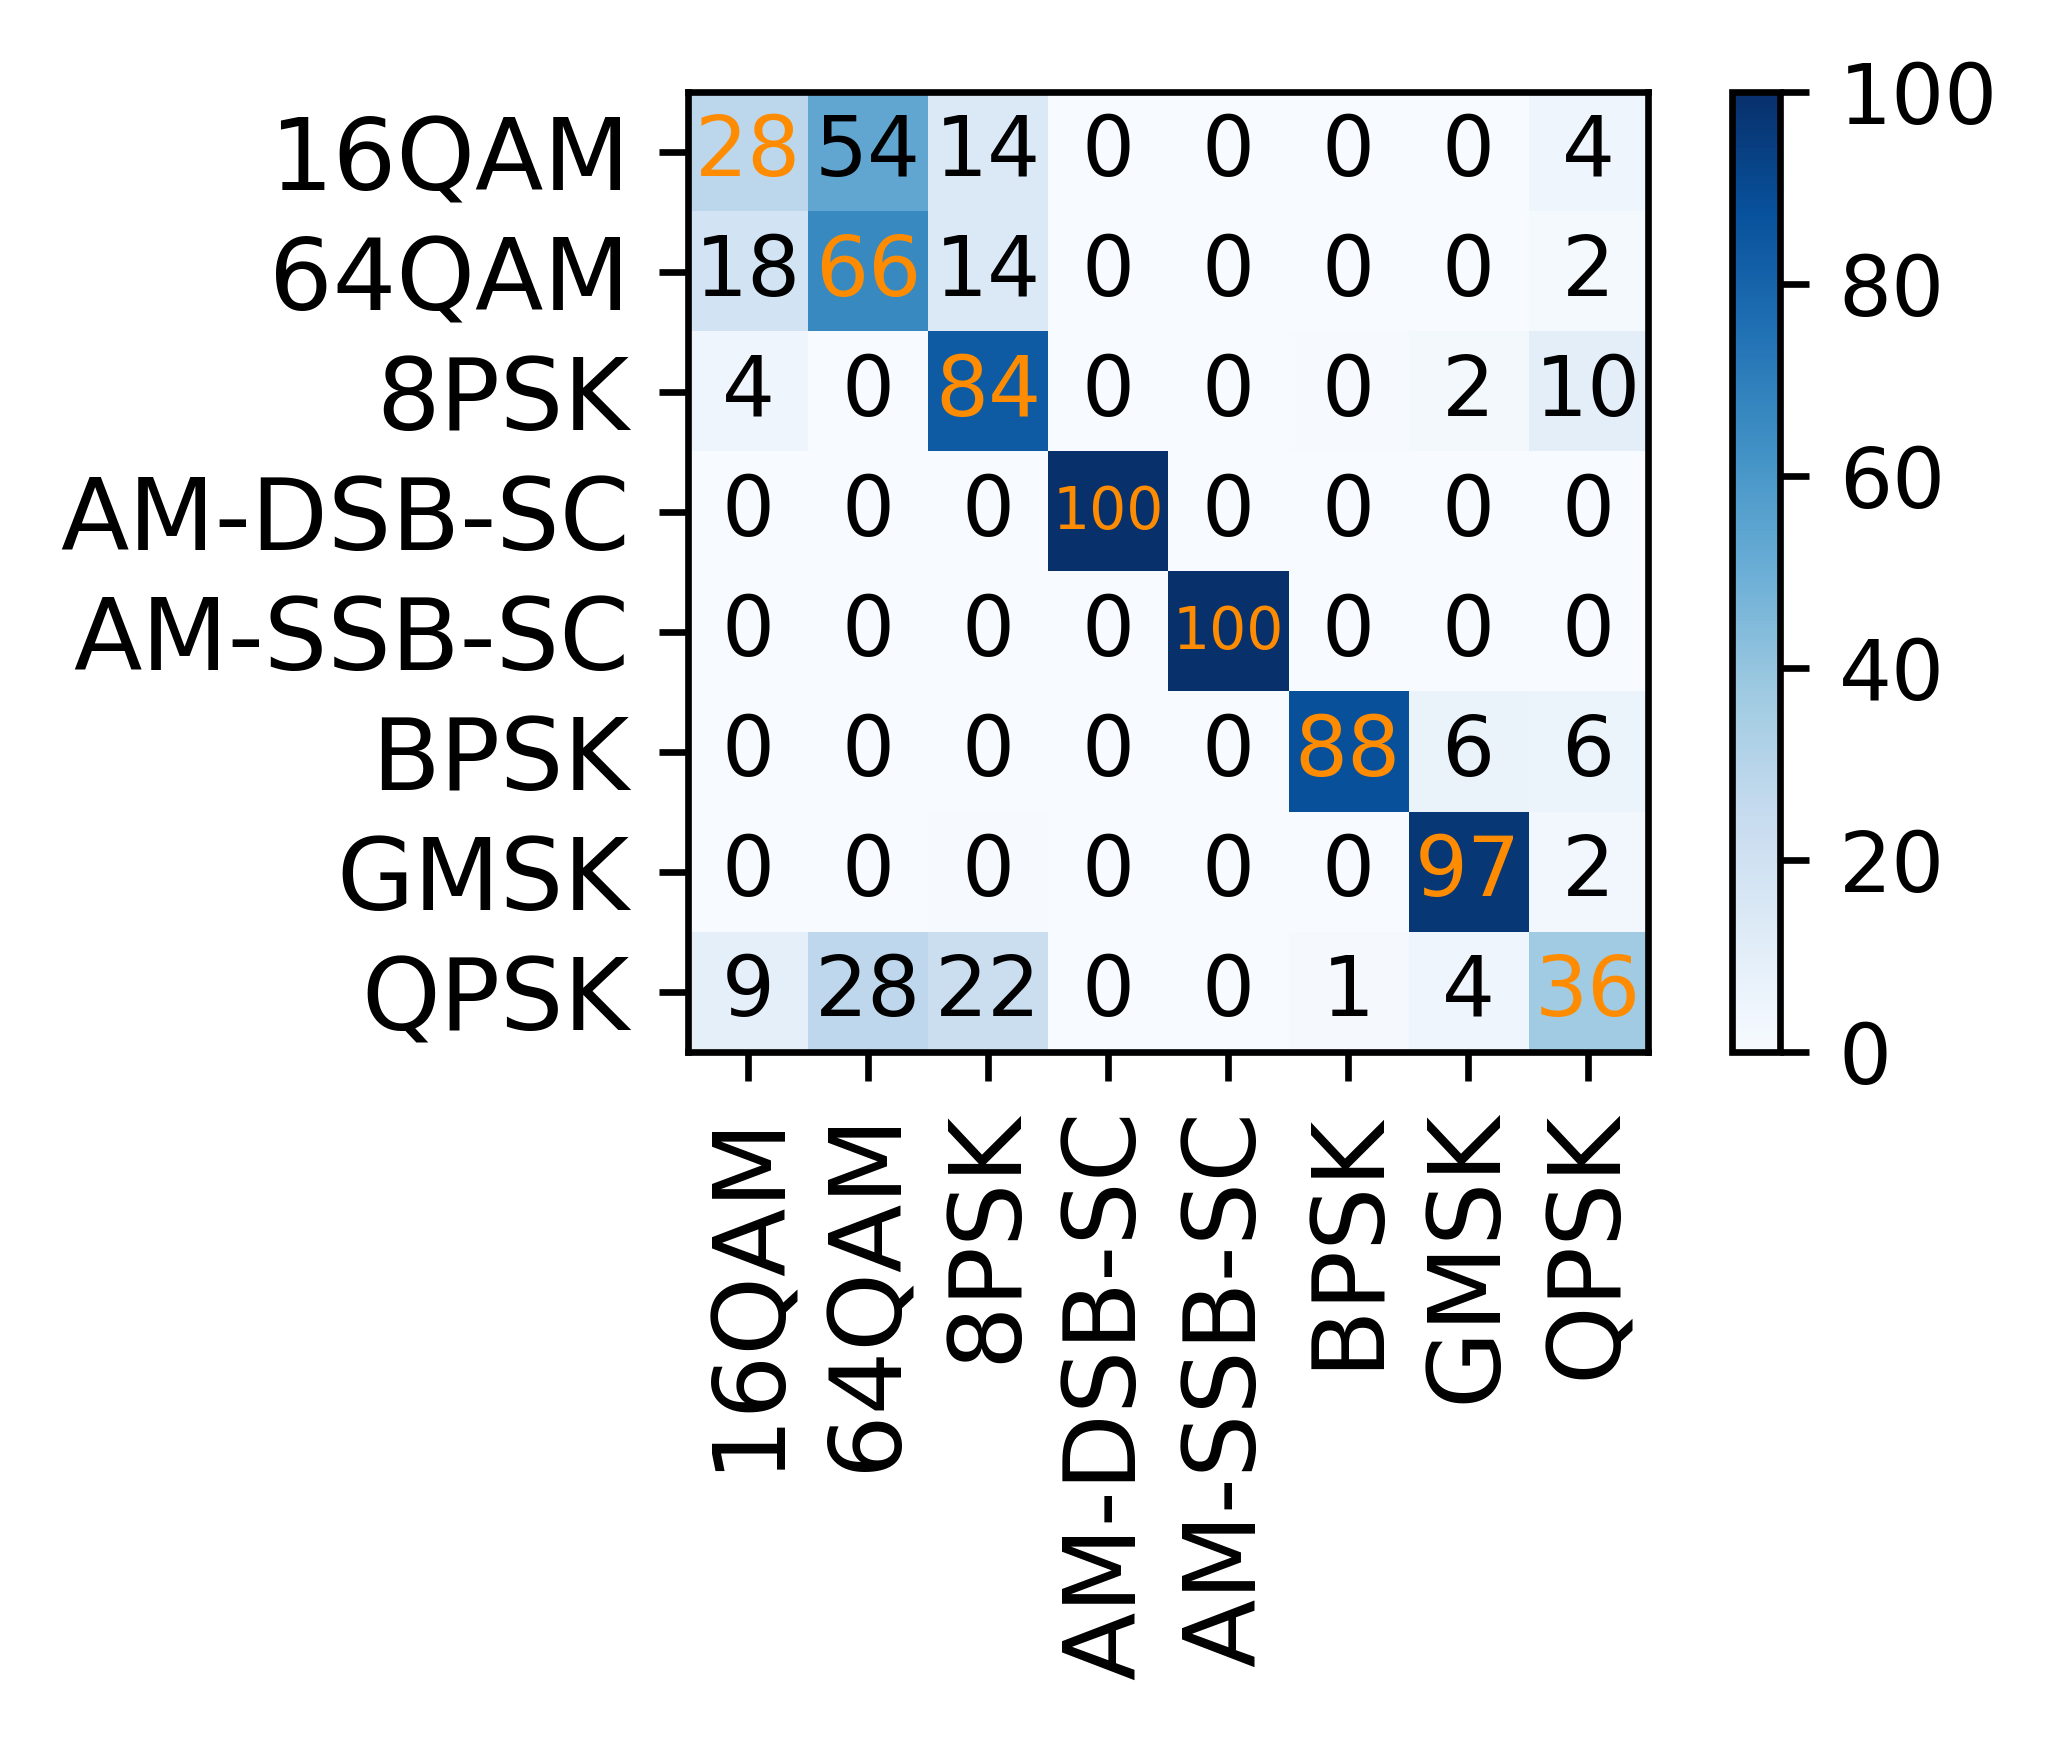 16QAM 28 54 14 0 0 0 0 4
64QAM 18 66 14 0 0 0 0 2
8PSK 4 0 84 0 0 0 2 10
AM-DSB-SC 0 0 0 100 0 0 0 0
AM-SSB-SC 0 0 0 0 100 0 0 0
BPSK 0 0 0 0 0 88 6 6
GMSK 0 0 0 0 0 0 97 2
QPSK 9 28 22 0 0 1 4 36
16QAM
64QAM
8PSK
AM-DSB-SC
AM-SSB-SC
BPSK
GMSK
QPSK
100
80
60
40
20
0